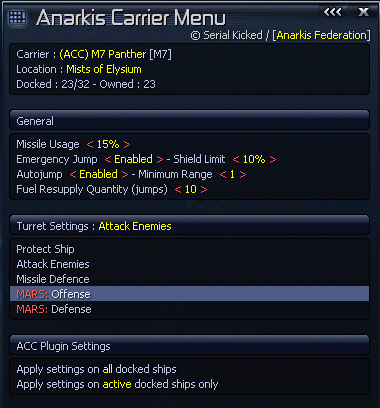 Anarkis Carrier Menu
© Serial Kicked / [Anarkis Federation]
Carrier : (ACC) M7 Panther [M7]
Location : Mists of Elysium
Docked : 23/32 - Owned : 23
General
Missile Usage < 15% >
Emergency Jump < Enabled > - Shield Limit < 10% >
Autojump < Enabled > - Minimum Range < 1 >
Fuel Resupply Quantity (jumps) < 10 >
Turret Settings : Attack Enemies
Protect Ship
Attack Enemies
Missile Defence
MARS: Offense
MARS: Defense
ACC Plugin Settings
Apply settings on all docked ships
Apply settings on active docked ships only